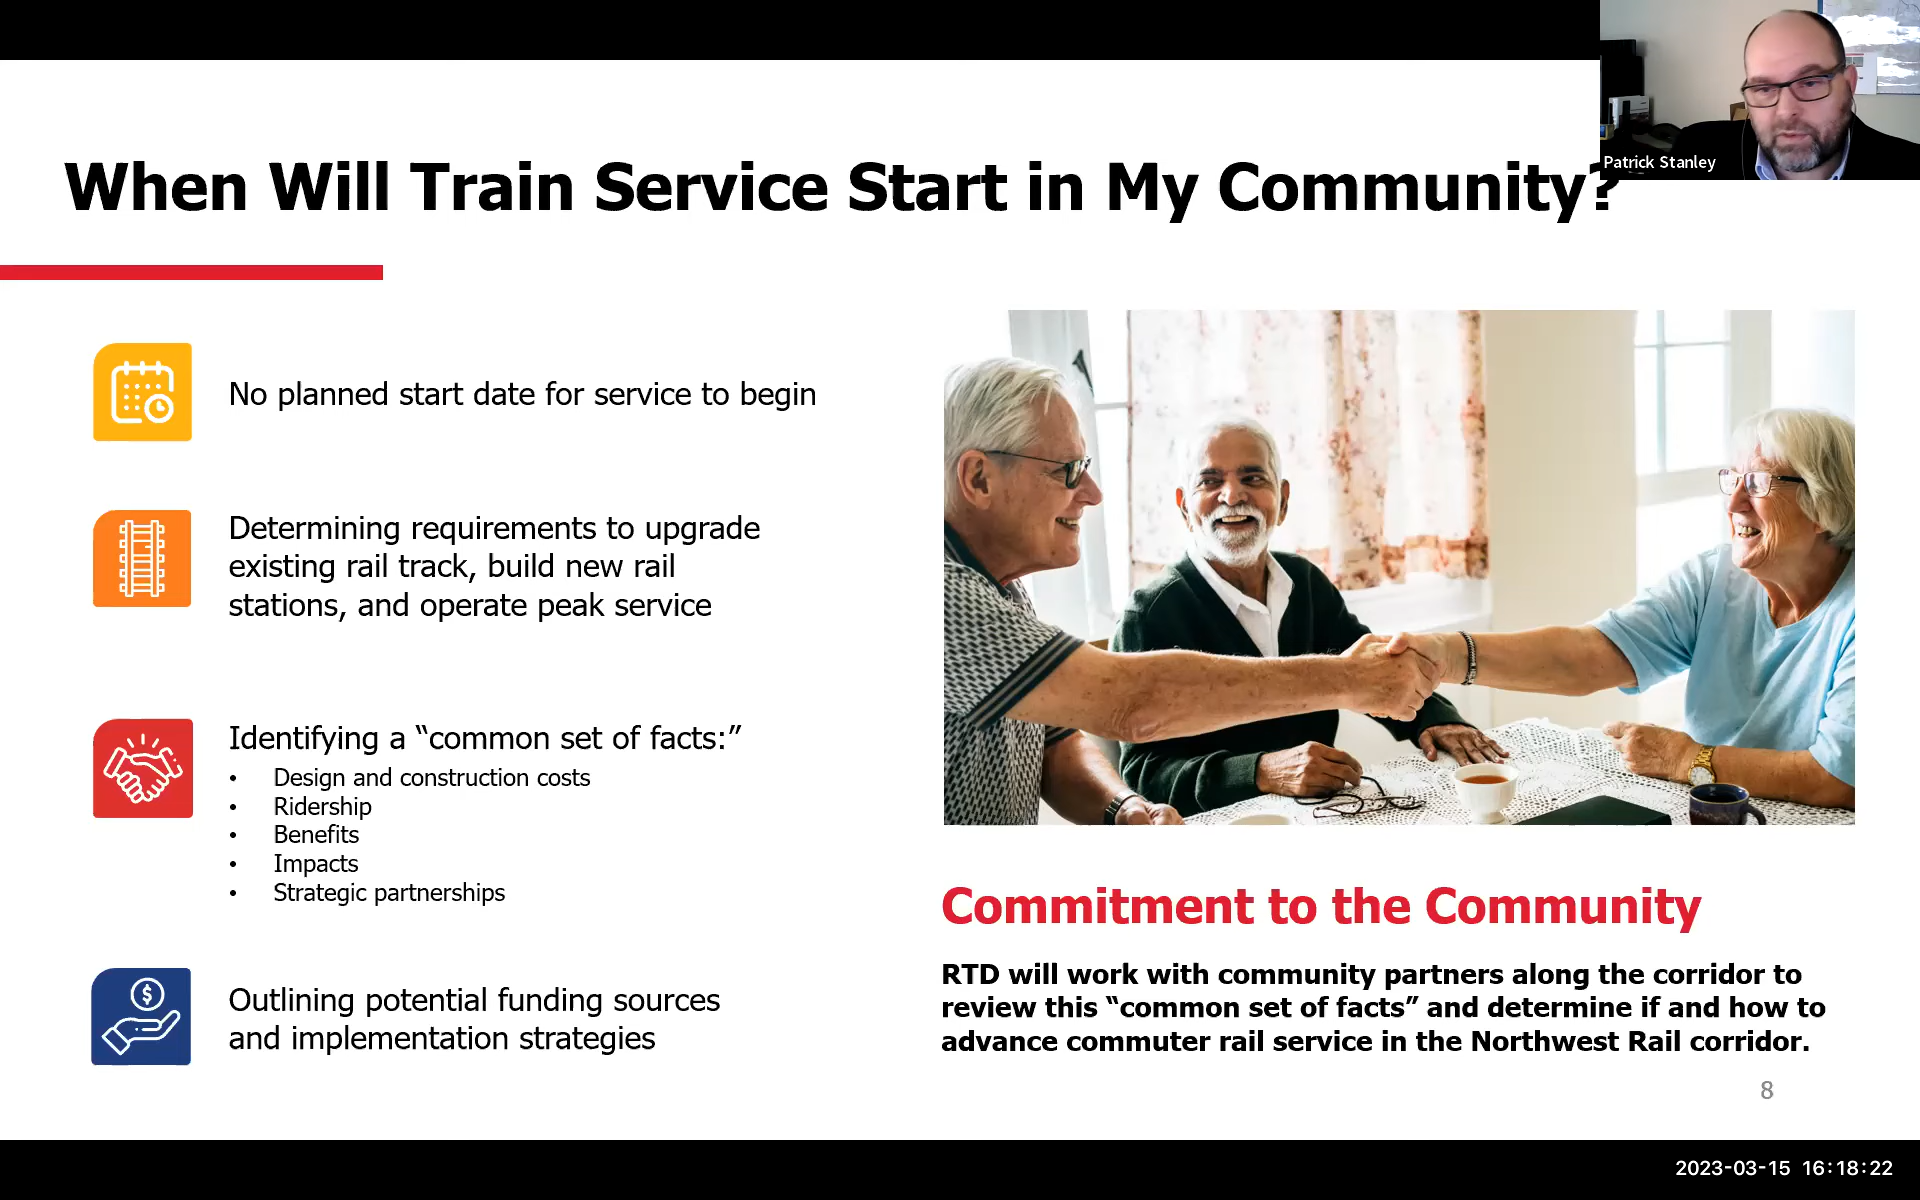 Patrick Stanley
When Will Train Service Start in My Community?
No planned start date for service to begin
Determining requirements to upgrade
existing rail track, build new rail
stations, and operate peak service
Identifying a “common set of facts:”
• Design and construction costs
• Ridership
• Benefits
• Impacts
• Strategic partnerships
Outlining potential funding sources
and implementation strategies
Commitment to the Community
RTD will work with community partners along the corridor to
review this “common set of facts” and determine if and how to
advance commuter rail service in the Northwest Rail corridor.
8
2023-03-15 16:18:22